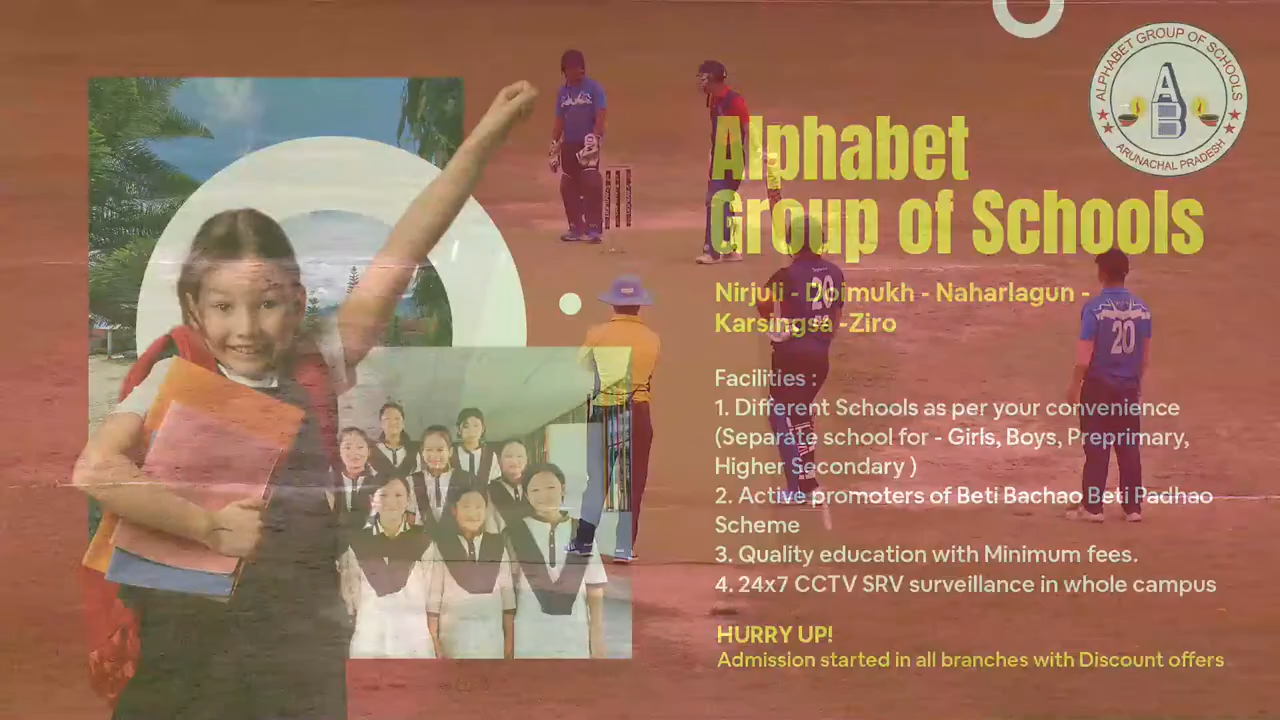 ALPHABET GROUP OF SCHOOLS
AB
ARUNACHAL PRADESH
Alphabet
Group of Schools
Nirjuli - Doimukh - Naharlagun -
Karsingsa -Ziro
20
20
Facilities :
1. Different Schools as per your convenience
(Separate school for - Girls, Boys, Preprimary,
Higher Secondary )
2. Active promoters of Beti Bachao Beti Padhao
Scheme
3. Quality education with Minimum fees.
4. 24x7 CCTV SRV surveillance in whole campus
HURRY UP!
Admission started in all branches with Discount offers